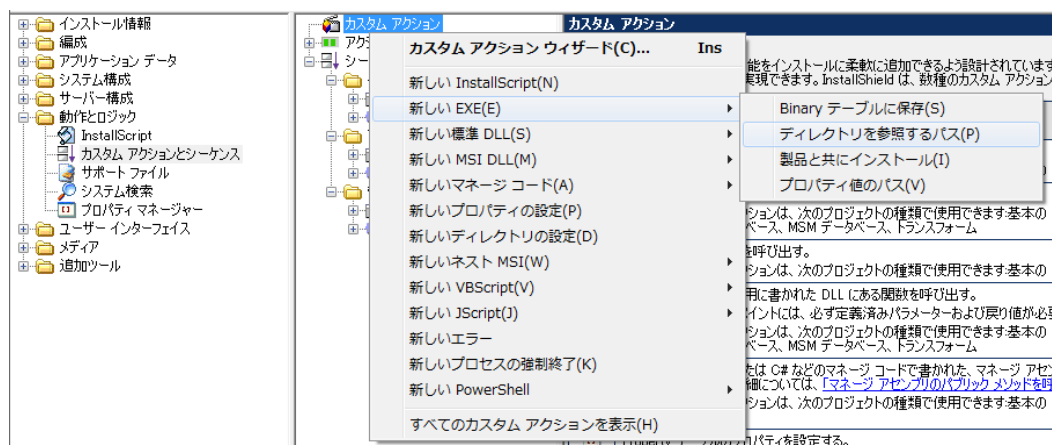 インストール情報
編成
アプリケーション データ
システム構成
サーバー構成
動作とロジック
InstallScript
カスタム アクションとシーケンス
サポート ファイル
システム検索
プロパティ マネージャー
ユーザー インターフェイス
メディア
追加ツール
カスタム アクション
カスタム アクション ウィザード(C)... Ins
新しい InstallScript(N)
新しい EXE(E)
新しい標準 DLL(S)
新しい MSI DLL(M)
新しいマネージ コード(A)
新しいプロパティの設定(P)
新しいディレクトリの設定(D)
新しいネスト MSI(W)
新しい VBScript(V)
新しい JScript(J)
新しいエラー
新しいプロセスの強制終了(K)
新しい PowerShell
すべてのカスタム アクションを表示(H)
Binary テーブルに保存(S)
ディレクトリを参照するパス(P)
製品と共にインストール(I)
プロパティ値のパス(V)
カスタム アクション
能をインストールに柔軟に追加できるよう設計されています
実現できます。InstallShield は、数種のカスタム アクション
ションは、次のプロジェクトの種類で使用できます:基本の
ベース、MSM データベース、トランスフォーム
を呼び出す。
ションは、次のプロジェクトの種類で使用できます:基本の
用に書かれた DLL にある関数を呼び出す。
イントには、必ず定義済みパラメーターおよび戻り値が必要
ションは、次のプロジェクトの種類で使用できます:基本の
ベース、MSM データベース、トランスフォーム
たは C# などのマネージ コードで書かれた、マネージ アセン
細については、「マネージ アセンブリのパブリック メソッドを呼
ションは、次のプロジェクトの種類で使用できます:基本の